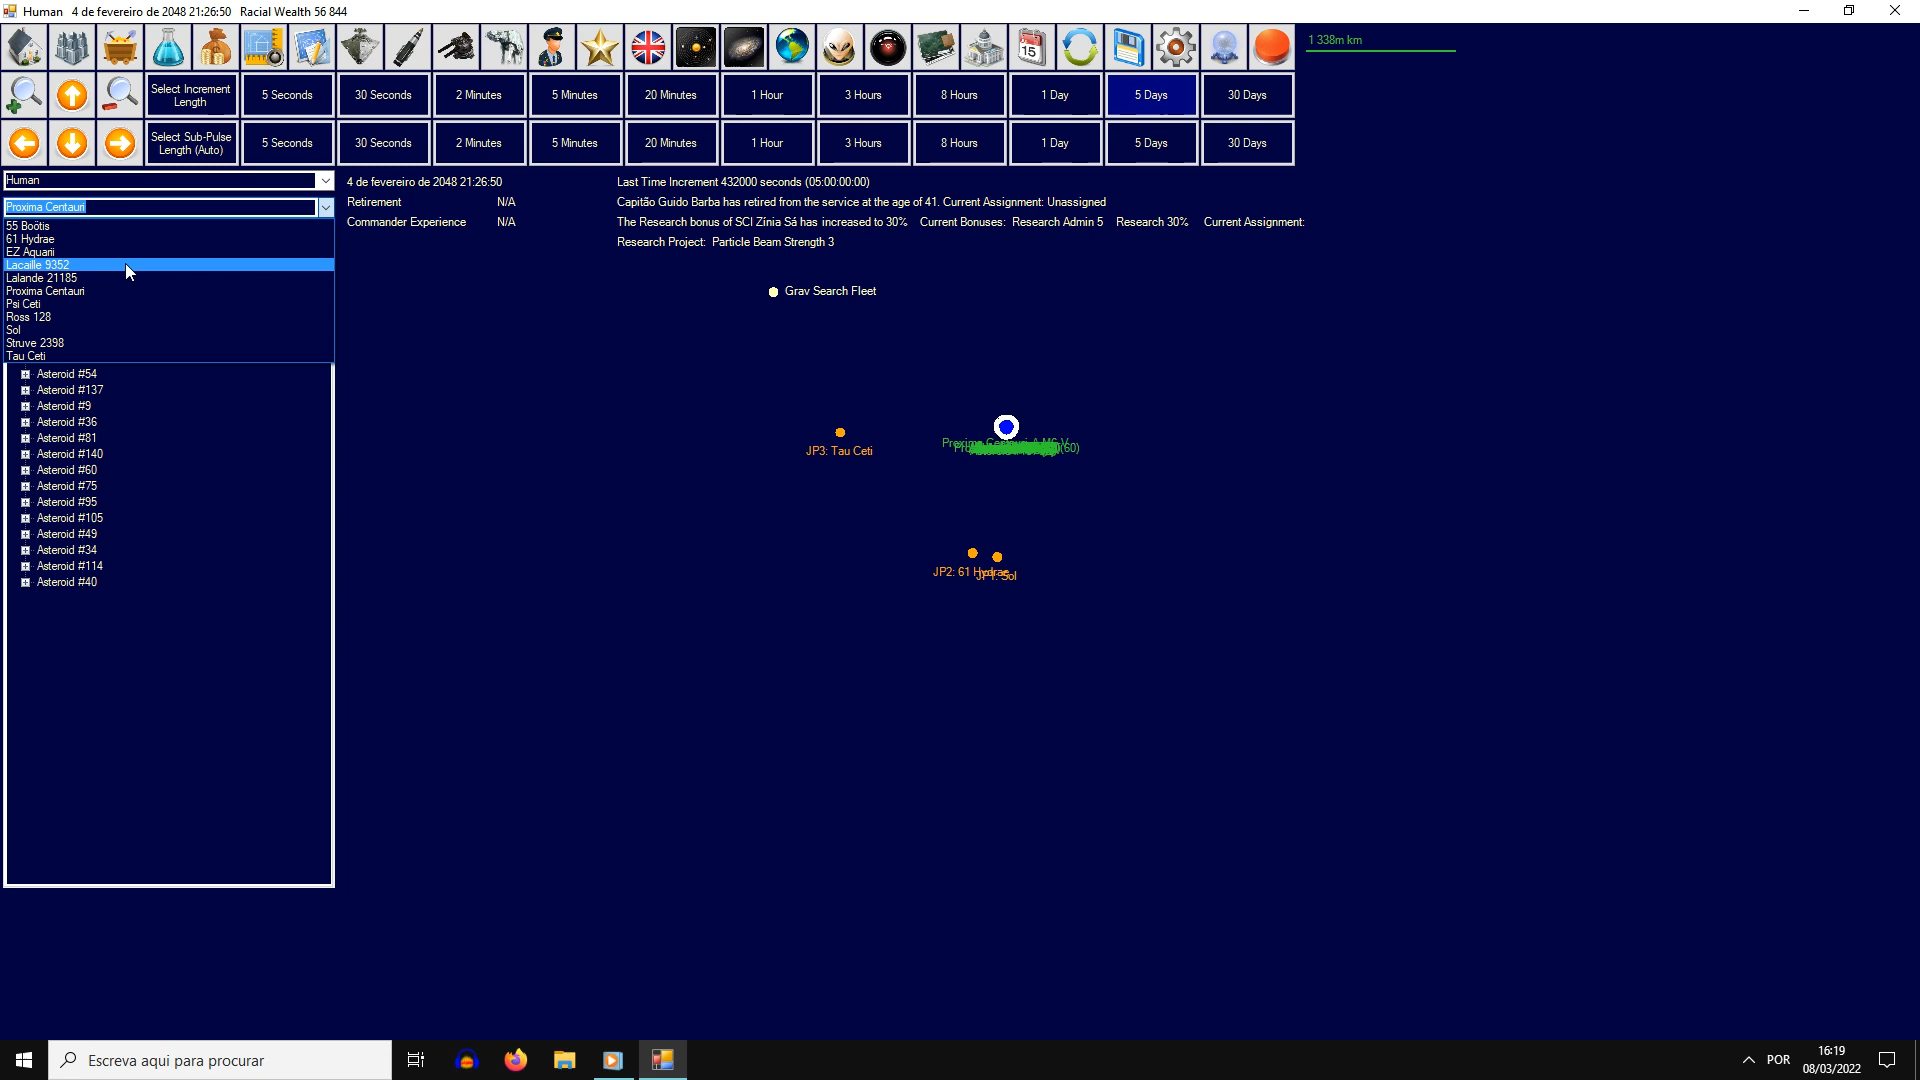 Human 4 de fevereiro de 2048 21:26:50 Racial Wealth 56 844
15
1 338m km
Select Increment Length
5 Seconds
30 Seconds
2 Minutes
5 Minutes
20 Minutes
1 Hour
3 Hours
8 Hours
1 Day
5 Days
30 Days
Select Sub-Pulse Length (Auto)
5 Seconds
30 Seconds
2 Minutes
5 Minutes
20 Minutes
1 Hour
3 Hours
8 Hours
1 Day
5 Days
30 Days
Human
Proxima Centauri
55 Boötis
61 Hydrae
EZ Aquarii
Lacaille 9352
Lalande 21185
Proxima Centauri
Psi Ceti
Ross 128
Sol
Struve 2398
Tau Ceti
Asteroid #54
Asteroid #137
Asteroid #9
Asteroid #36
Asteroid #81
Asteroid #140
Asteroid #60
Asteroid #75
Asteroid #95
Asteroid #105
Asteroid #49
Asteroid #34
Asteroid #114
Asteroid #40
4 de fevereiro de 2048 21:26:50 Last Time Increment 432000 seconds (05:00:00:00)
Retirement N/A Capitão Guido Barba has retired from the service at the age of 41. Current Assignment: Unassigned
Commander Experience N/A The Research bonus of SCI Zínia Sá has increased to 30% Current Bonuses: Research Admin 5 Research 30% Current Assignment:
Research Project: Particle Beam Strength 3
Grav Search Fleet
JP3: Tau Ceti
Proxima Centauri-A M6-V
(60)
JP2: 61 Hydrae
JP1: Sol
Escreva aqui para procurar
POR
16:19
08/03/2022